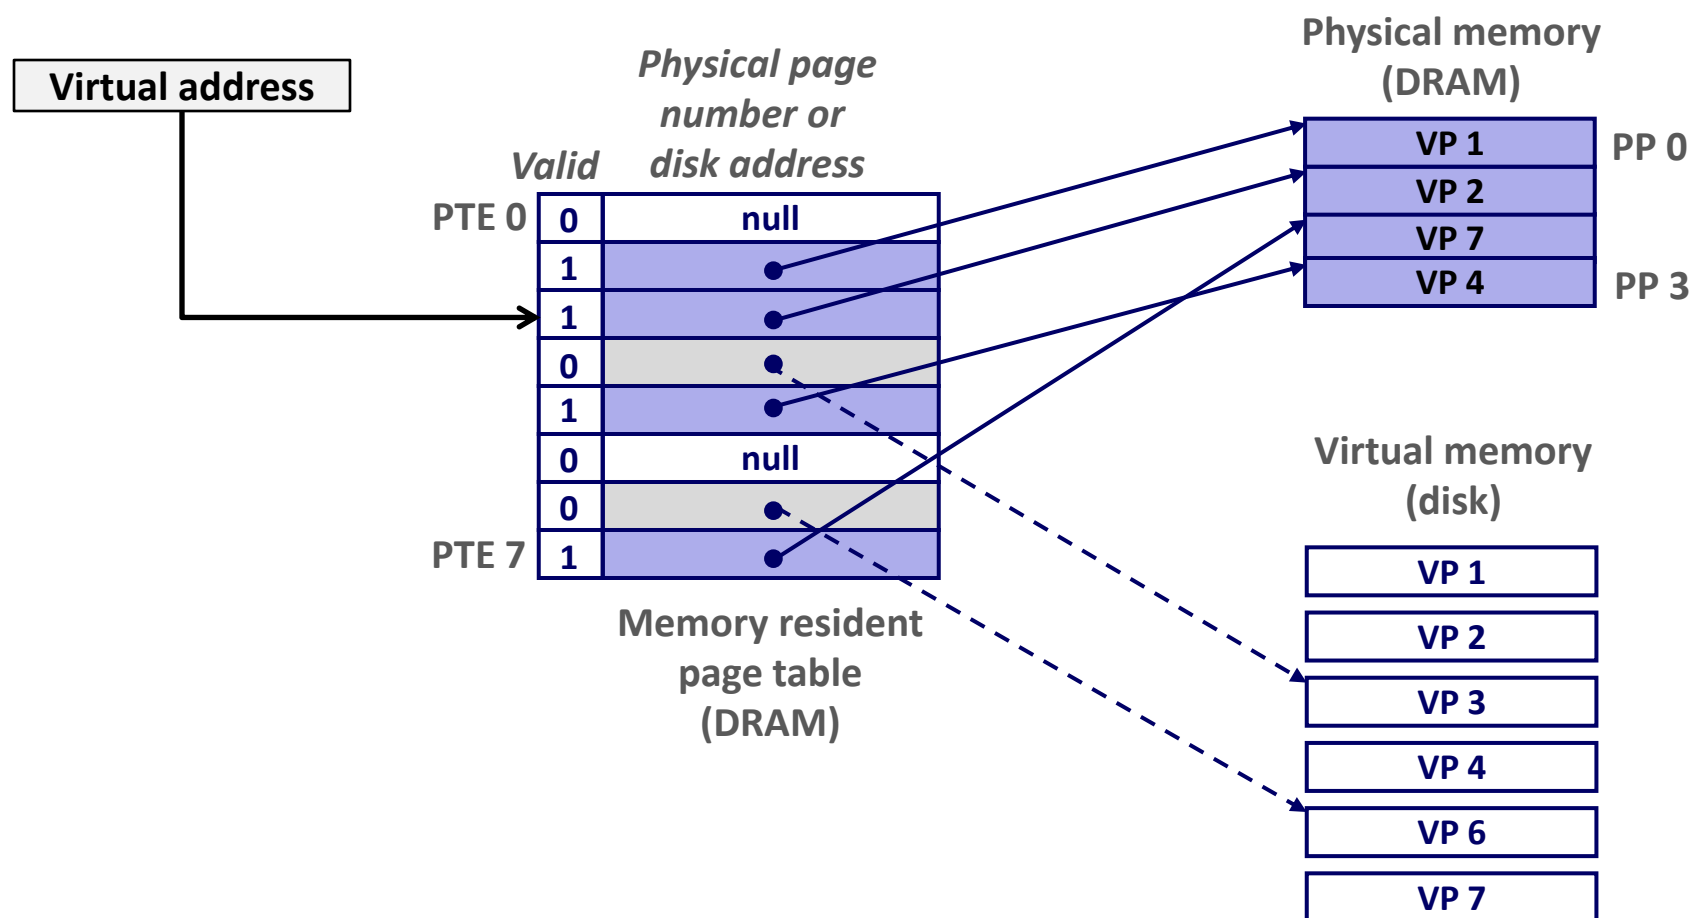 Virtual address
Physical page
number or
disk address
Valid
PTE 0
0
null
1
1
0
1
0
null
0
PTE 7
1
Memory resident
page table
(DRAM)
Physical memory
(DRAM)
VP 1
PP 0
VP 2
VP 7
VP 4
PP 3
Virtual memory
(disk)
VP 1
VP 2
VP 3
VP 4
VP 6
VP 7